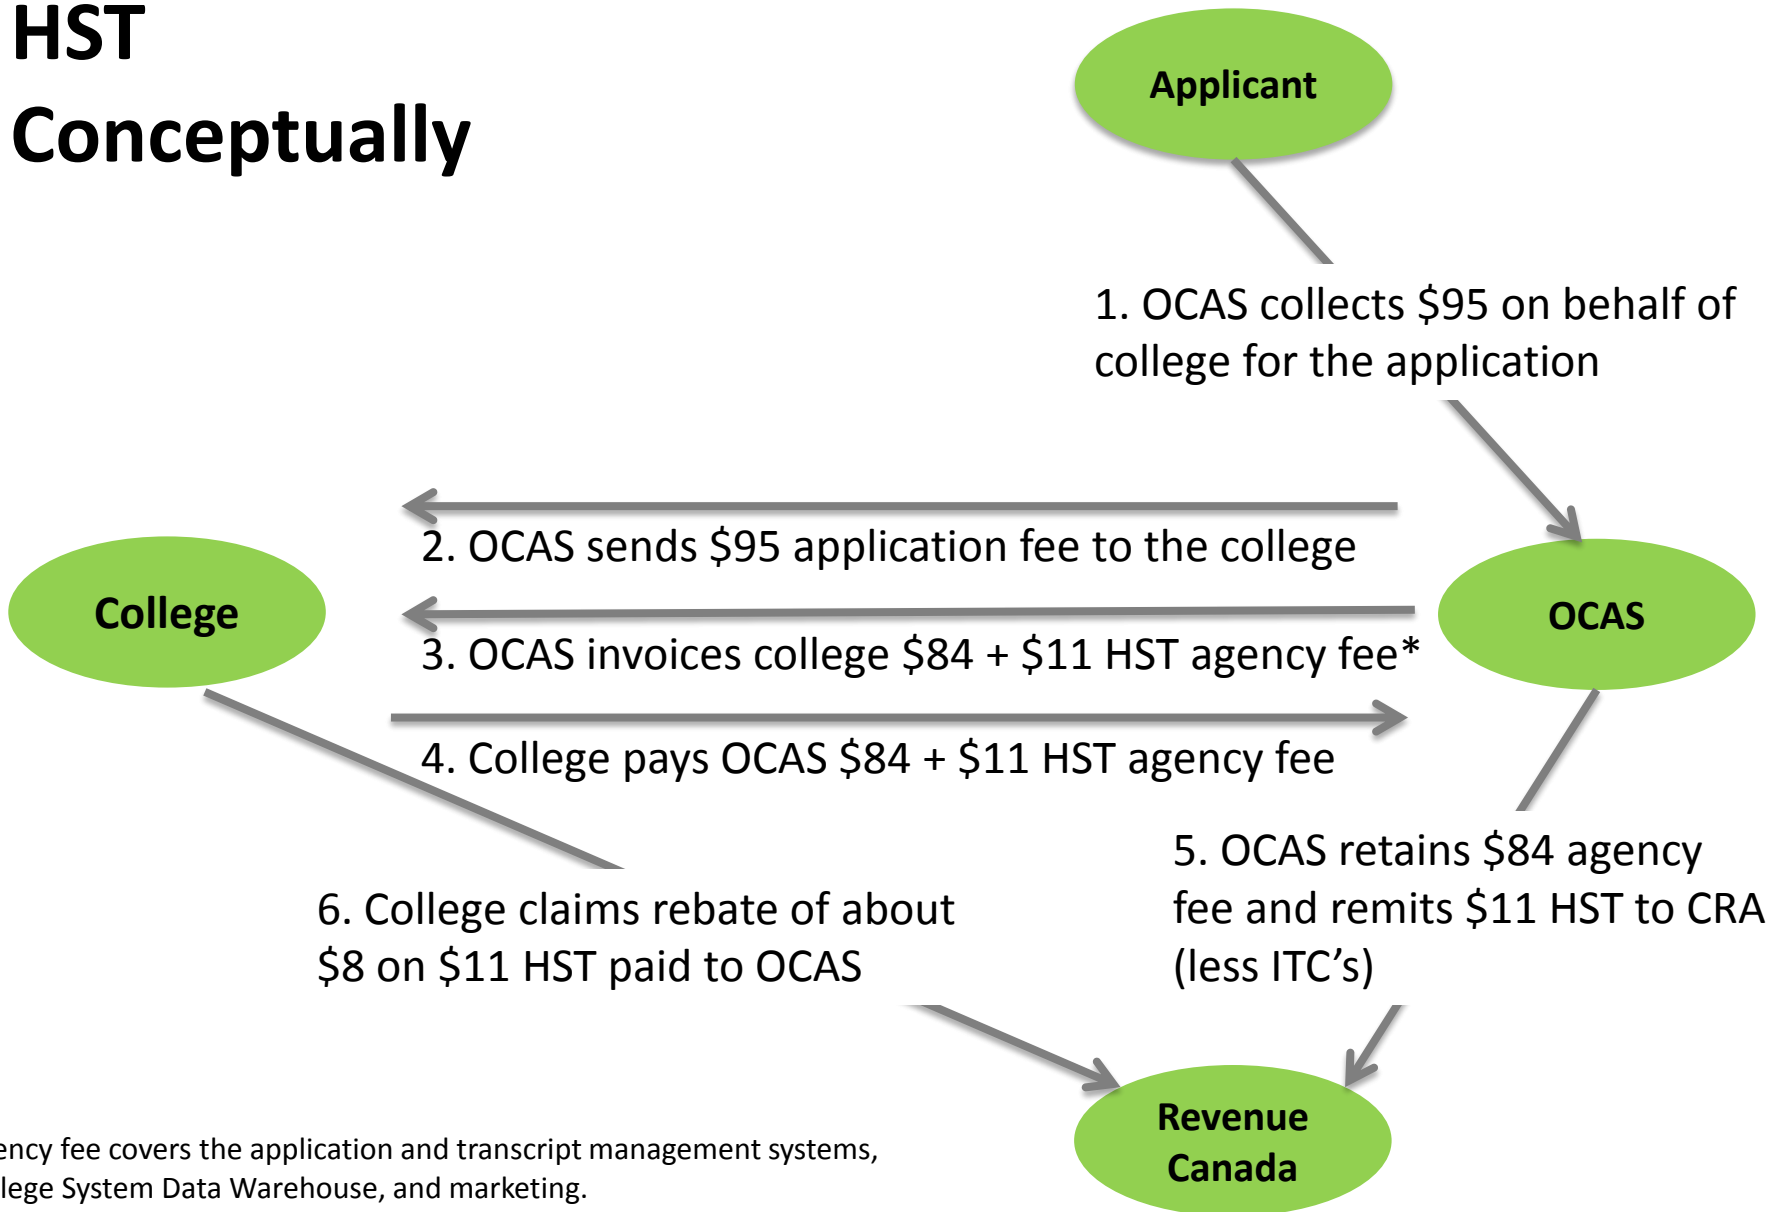 HST
Conceptually
Applicant
1. OCAS collects $95 on behalf of
college for the application
2. OCAS sends $95 application fee to the college
College
OCAS
3. OCAS invoices college $84 + $11 HST agency fee*
4. College pays OCAS $84 + $11 HST agency fee
5. OCAS retains $84 agency
fee and remits $11 HST to CRA
(less ITC’s)
6. College claims rebate of about
$8 on $11 HST paid to OCAS
Revenue
Canada
fee covers the application and transcript management systems,
System Data Warehouse, and marketing.